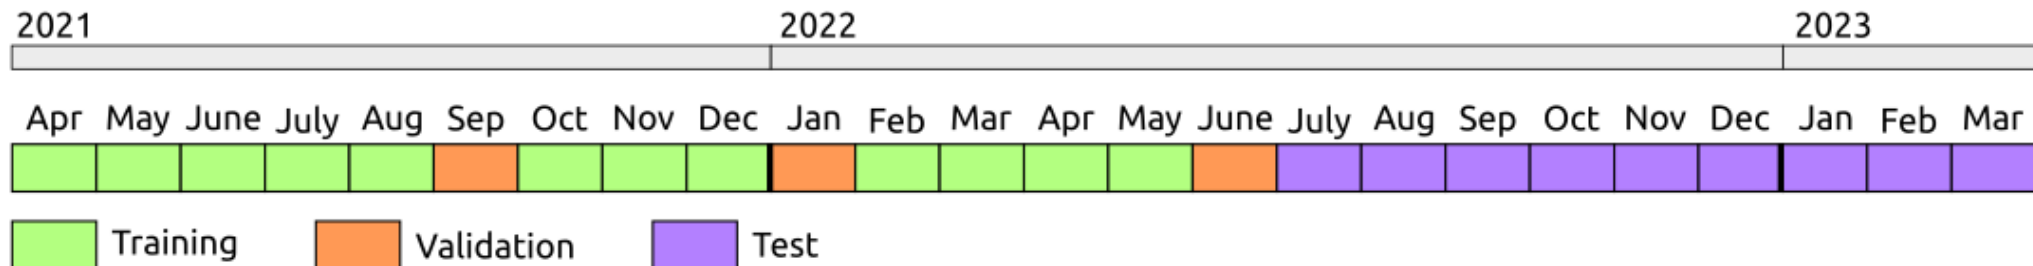 2021 2022 2023
Apr May June July Aug Sep Oct Nov Dec Jan Feb Mar Apr May June July Aug Sep Oct Nov Dec Jan Feb Mar
Training Validation Test